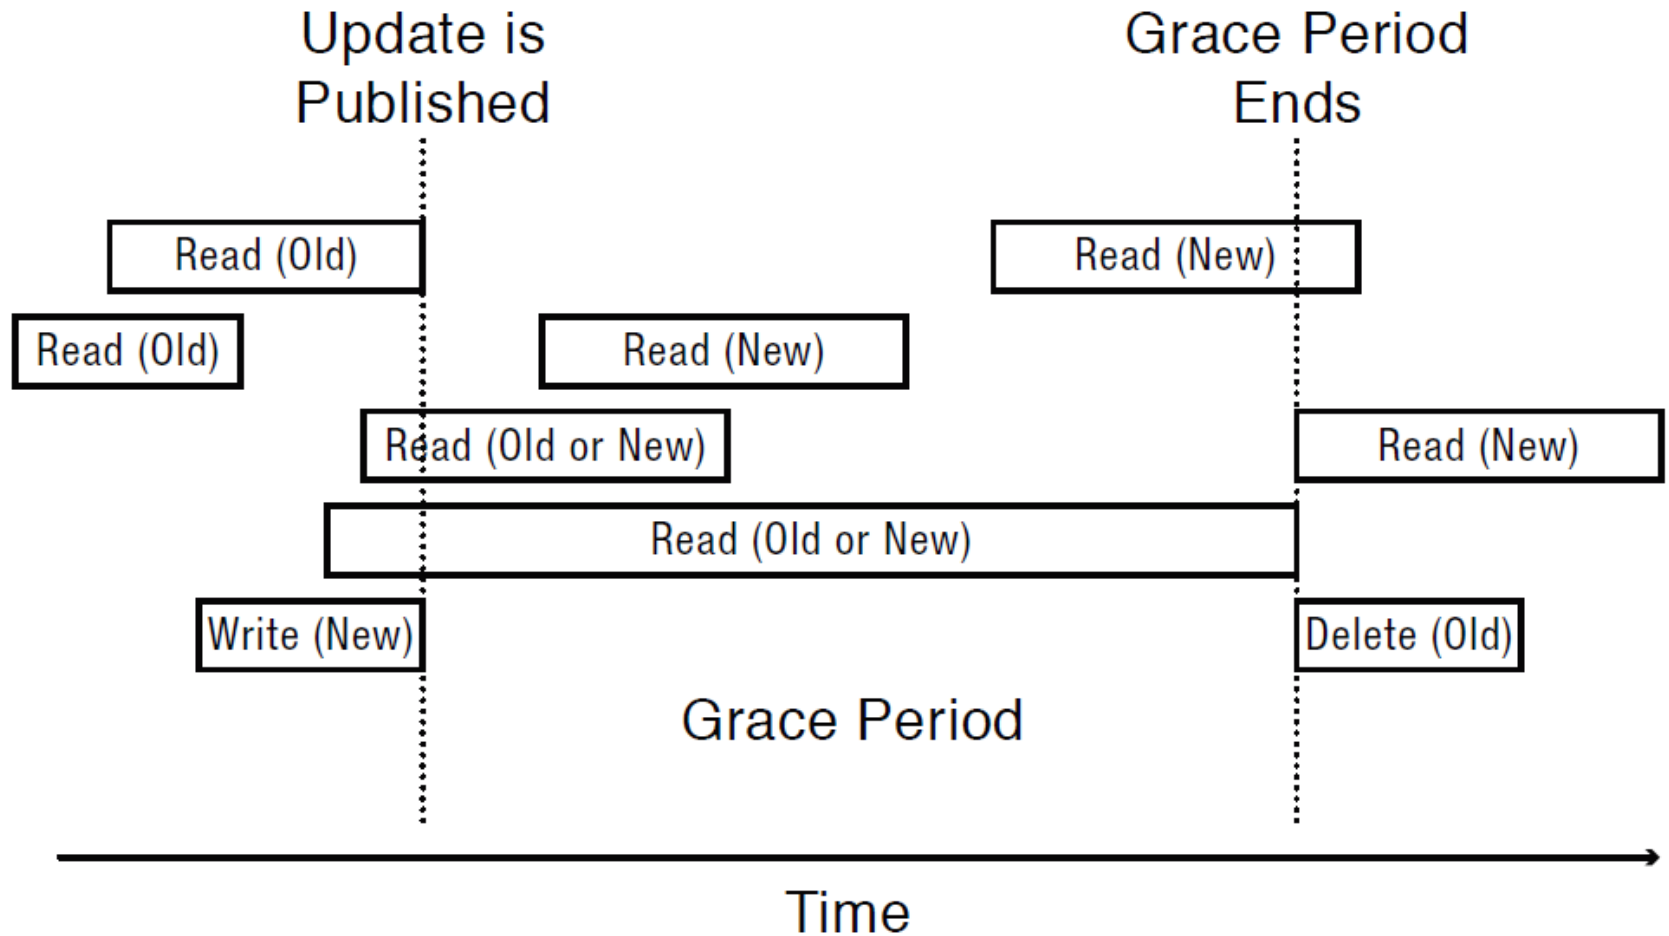 Update is
Published
Grace Period
Ends
Read (Old)
Read (New)
Read (Old)
Read (New)
Read (Old or New)
Read (New)
Read (Old or New)
Write (New)
Delete (Old)
Grace Period
Time